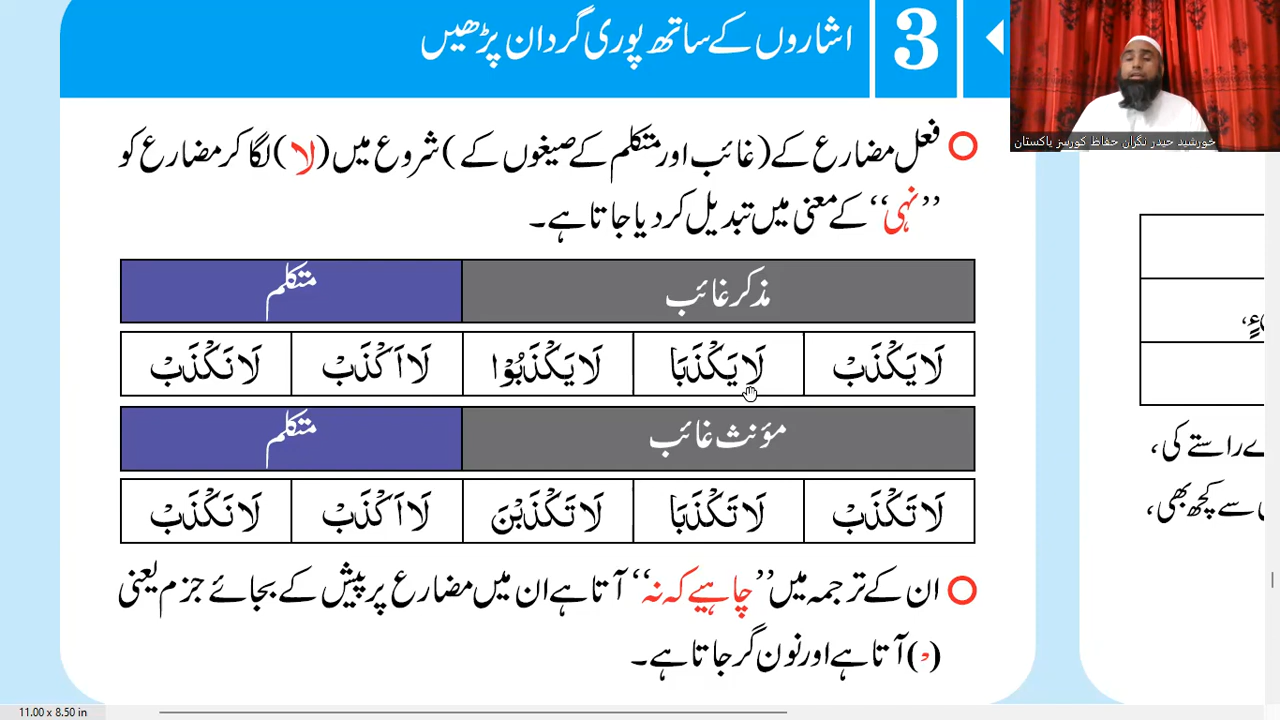 3 اشاروں کے ساتھ پوری گردان پڑھیں
خورشید حیدر نگران حفاظ کورسز پاکستان
فعل مضارع کے (غائب اور متکلم کے صیغوں کے) شروع میں (لا) لگا کر مضارع کو
”نہی“ کے معنی میں تبدیل کر دیا جاتا ہے۔
مذکر غائب متکلم
لَا يَكْذَبْ لَا يَكْذَبَا لَا يَكْذَبُوْا لَا اَكْذَبْ لَا نَكْذَبْ
مؤنث غائب متکلم
لَا تَكْذَبْ لَا تَكْذَبَا لَا تَكْذَبْنَ لَا اَكْذَبْ لَا نَكْذَبْ
ان کے ترجمہ میں ”چاہیے کہ نہ“ آتا ہے ان میں مضارع پر پیش کے بجائے جزم یعنی
(ْ) آتا ہے اور نون گر جاتا ہے۔
ے راستے کی،
ں سے کچھ بھی،
11.00 x 8.50 in